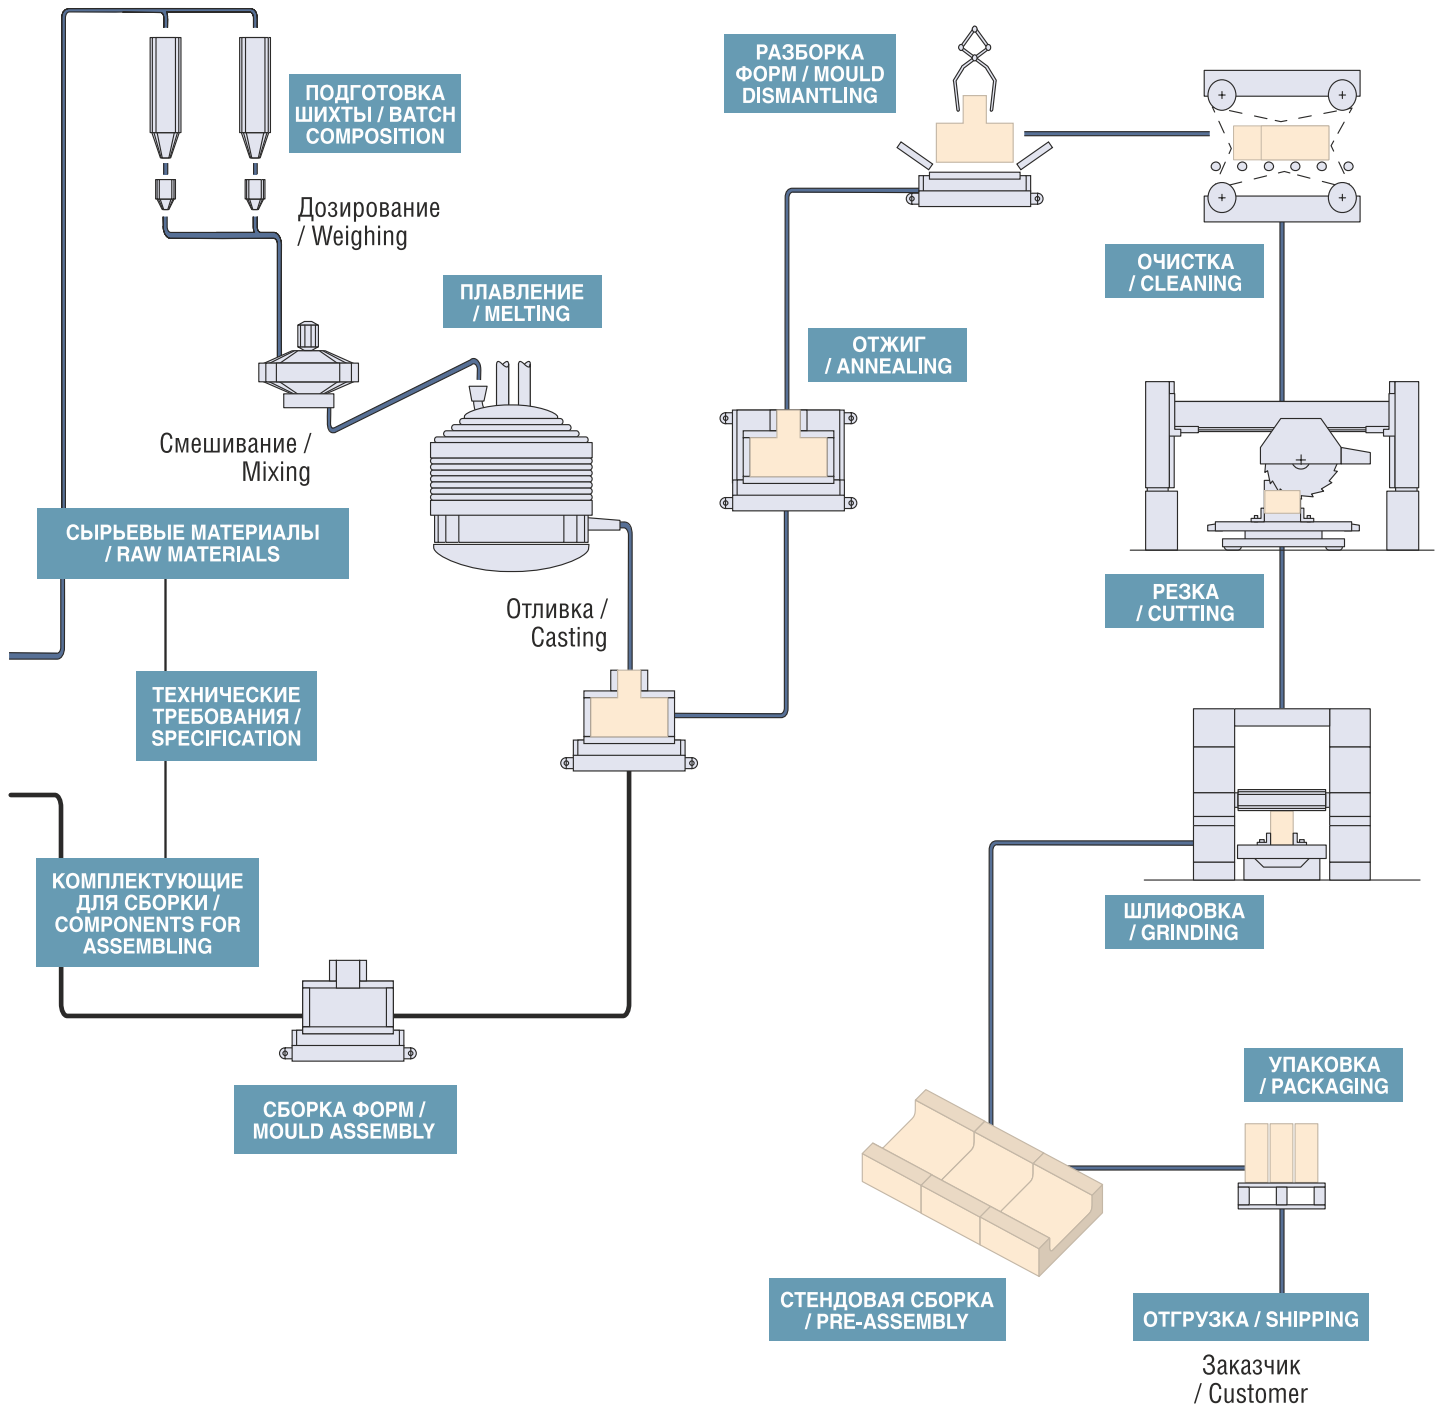 ПОДГОТОВКА
ШИХТЫ / BATCH
COMPOSITION
Дозирование
/ Weighing
ПЛАВЛЕНИЕ
/ MELTING
Смешивание /
Mixing
СЫРЬЕВЫЕ МАТЕРИАЛЫ
/ RAW MATERIALS
Отливка /
Casting
ТЕХНИЧЕСКИЕ
ТРЕБОВАНИЯ /
SPECIFICATION
КОМПЛЕКТУЮЩИЕ
ДЛЯ СБОРКИ /
COMPONENTS FOR
ASSEMBLING
СБОРКА ФОРМ /
MOULD ASSEMBLY
РАЗБОРКА
ФОРМ / MOULD
DISMANTLING
ОЧИСТКА
/ CLEANING
ОТЖИГ
/ ANNEALING
РЕЗКА
/ CUTTING
ШЛИФОВКА
/ GRINDING
УПАКОВКА
/ PACKAGING
СТЕНДОВАЯ СБОРКА
/ PRE-ASSEMBLY
ОТГРУЗКА / SHIPPING
Заказчик
/ Customer